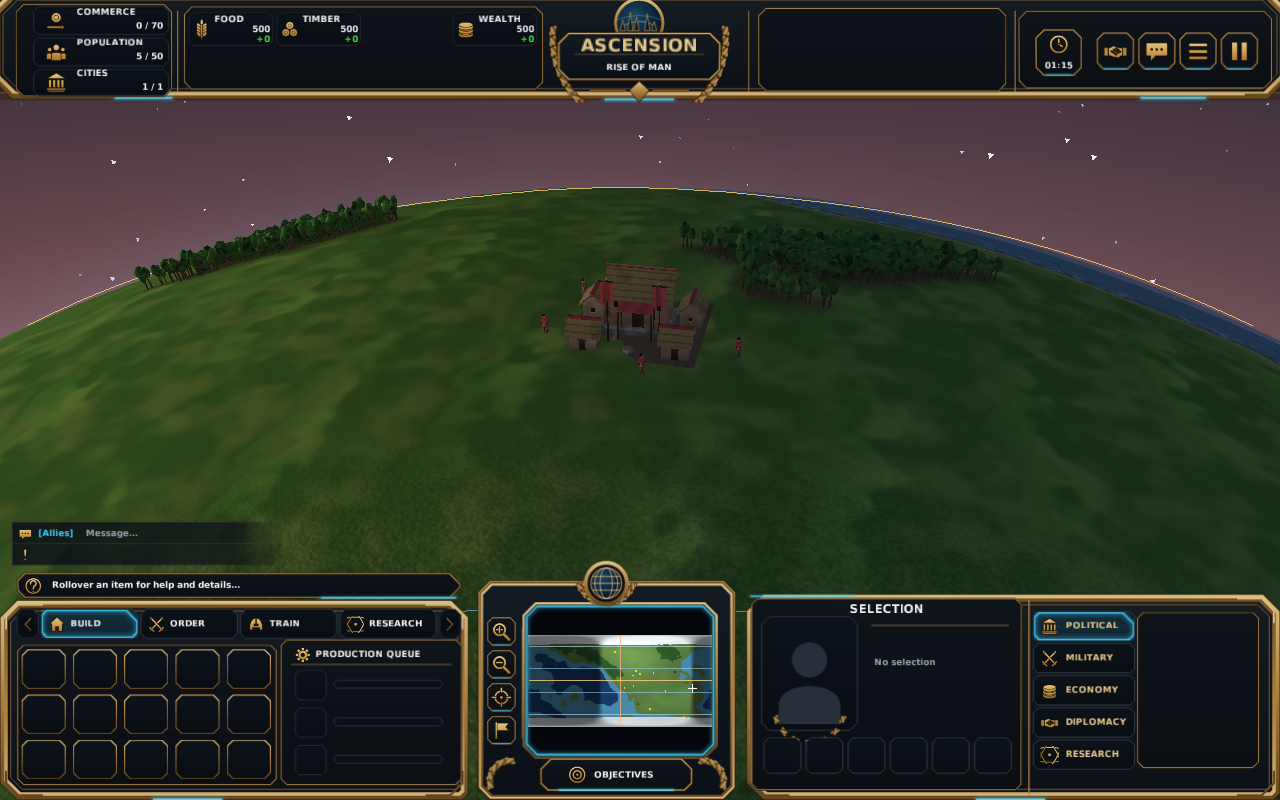 COMMERCE
0 / 70
POPULATION
5 / 50
CITIES
1 / 1
FOOD
500
+0
TIMBER
500
+0
WEALTH
500
+0
ASCENSION
RISE OF MAN
01:15
[Allies] Message...
!
Rollover an item for help and details...
BUILD
ORDER
TRAIN
RESEARCH
PRODUCTION QUEUE
OBJECTIVES
SELECTION
No selection
POLITICAL
MILITARY
ECONOMY
DIPLOMACY
RESEARCH